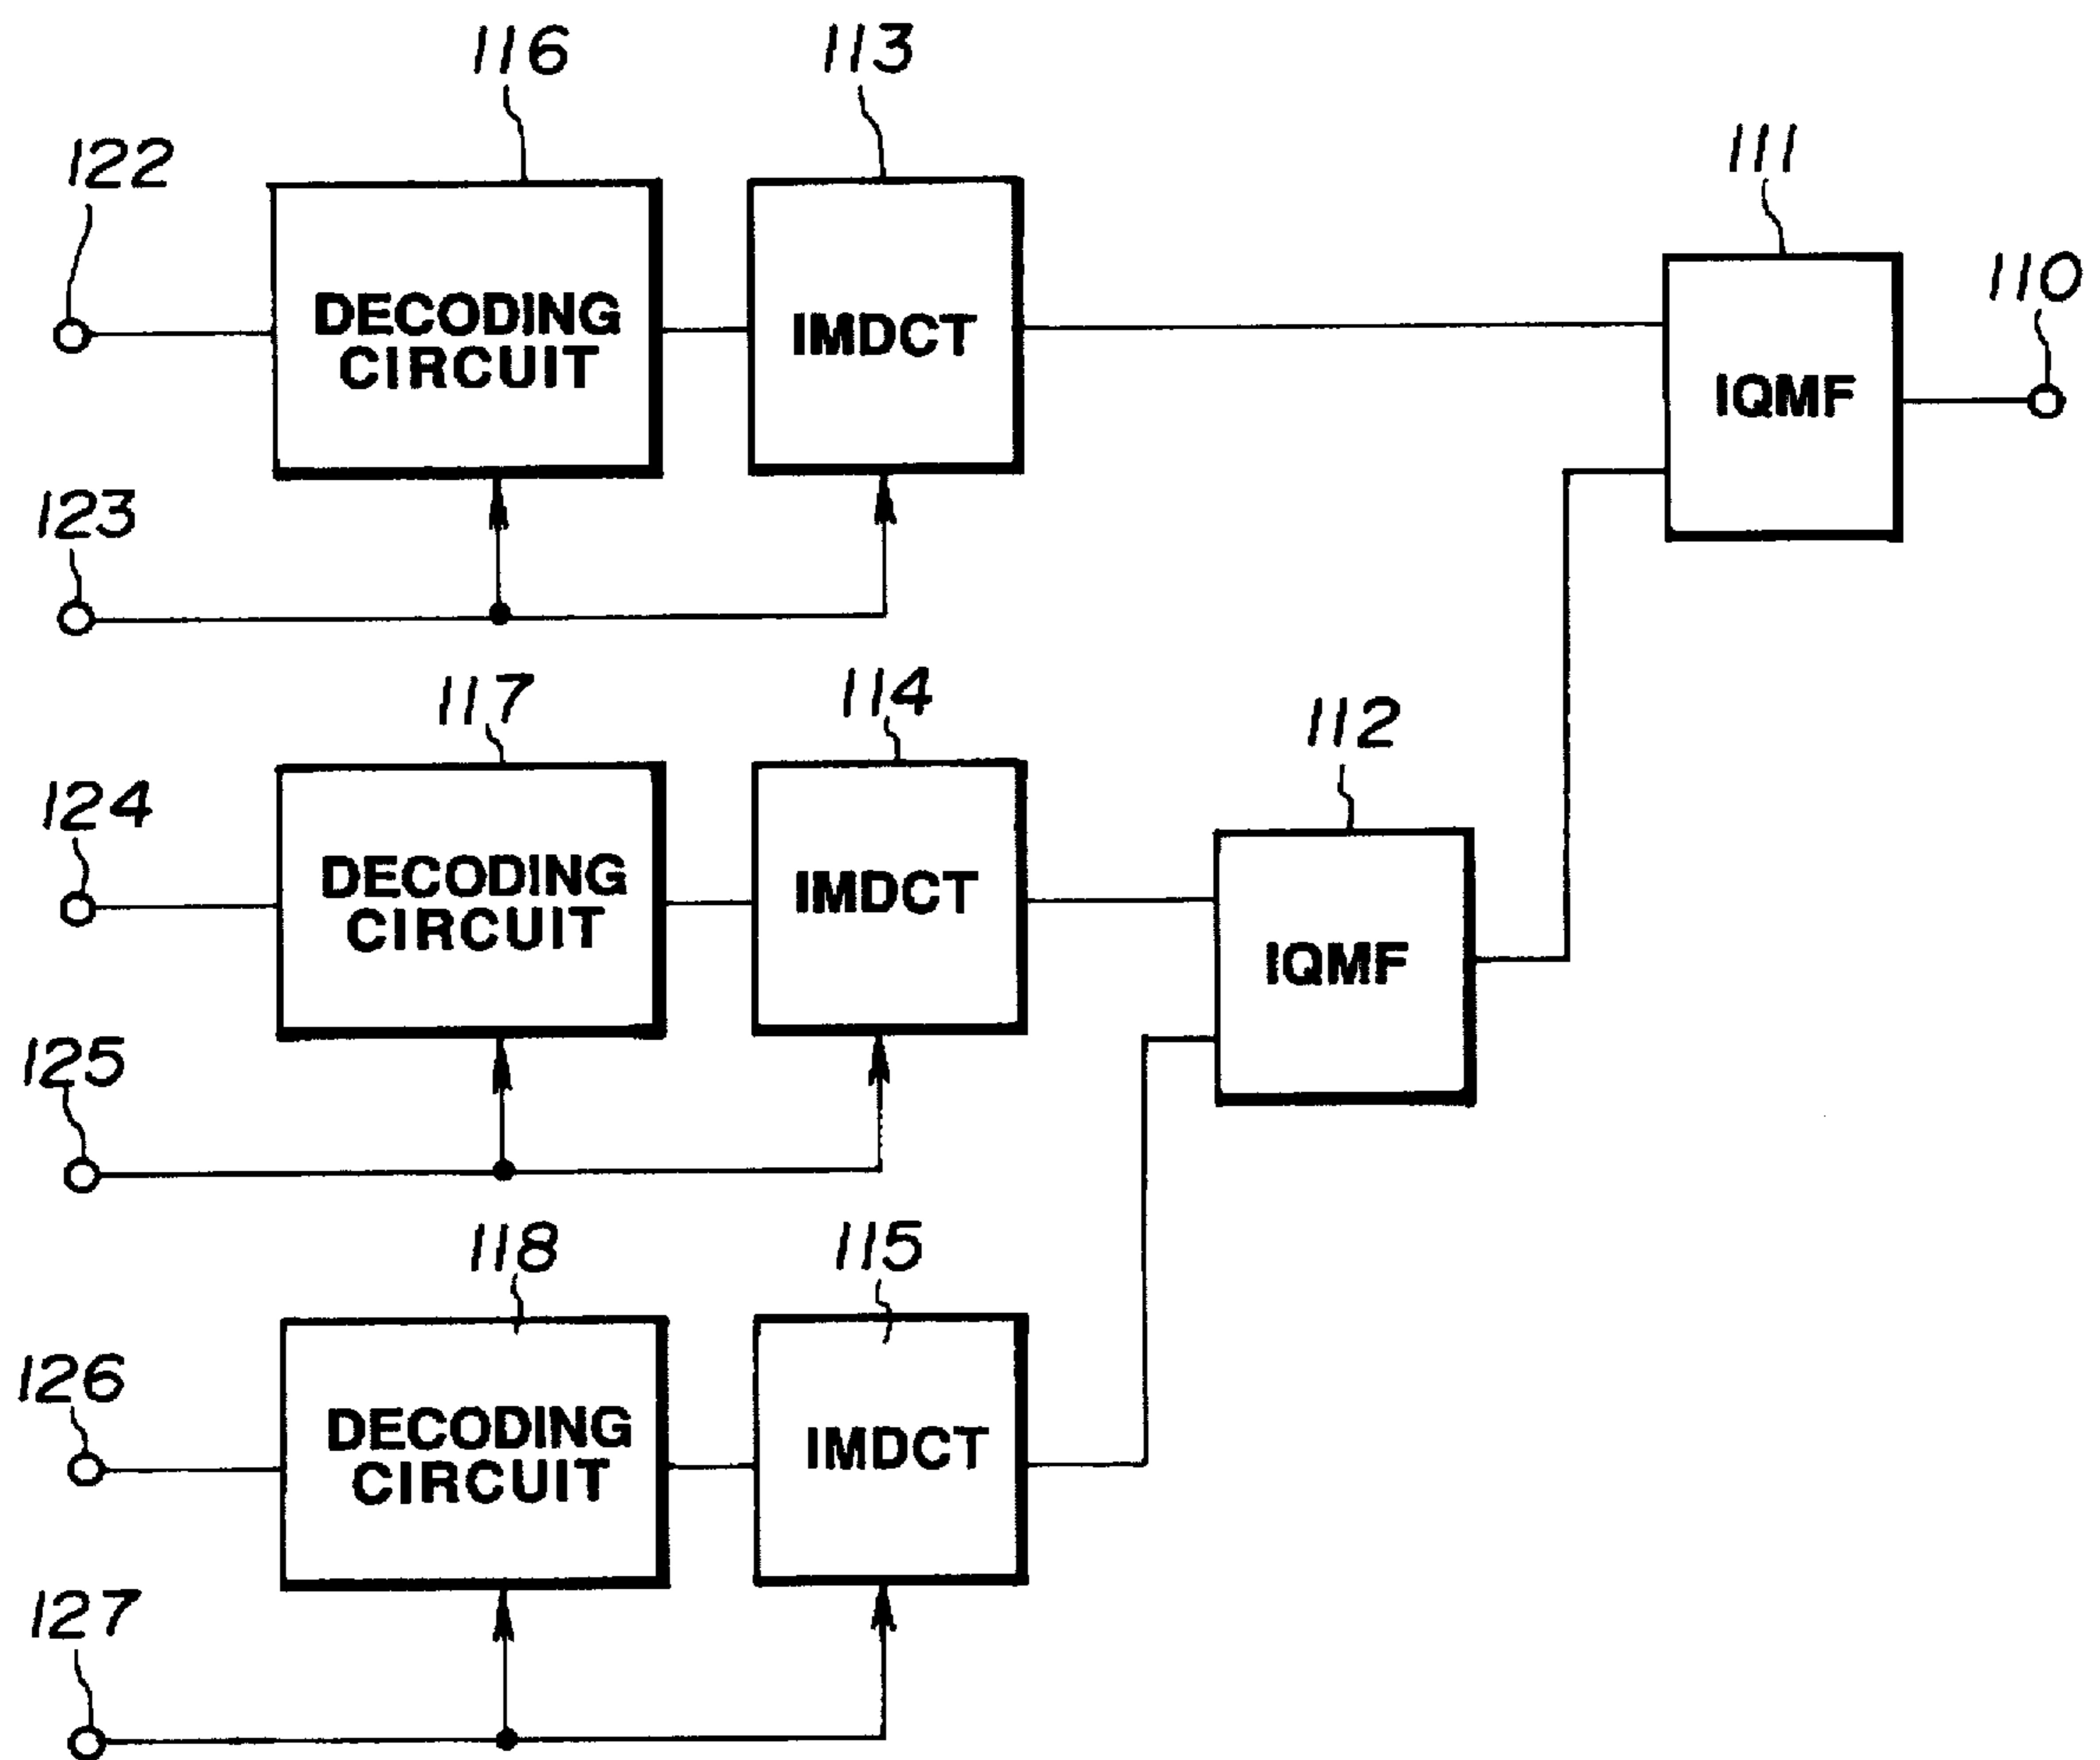 116
113
122
111
110
DECODING
CIRCUIT
IMDCT
IQMF
123
117
114
112
124
DECODING
CIRCUIT
IMDCT
IQMF
125
118
115
126
DECODING
CIRCUIT
IMDCT
127